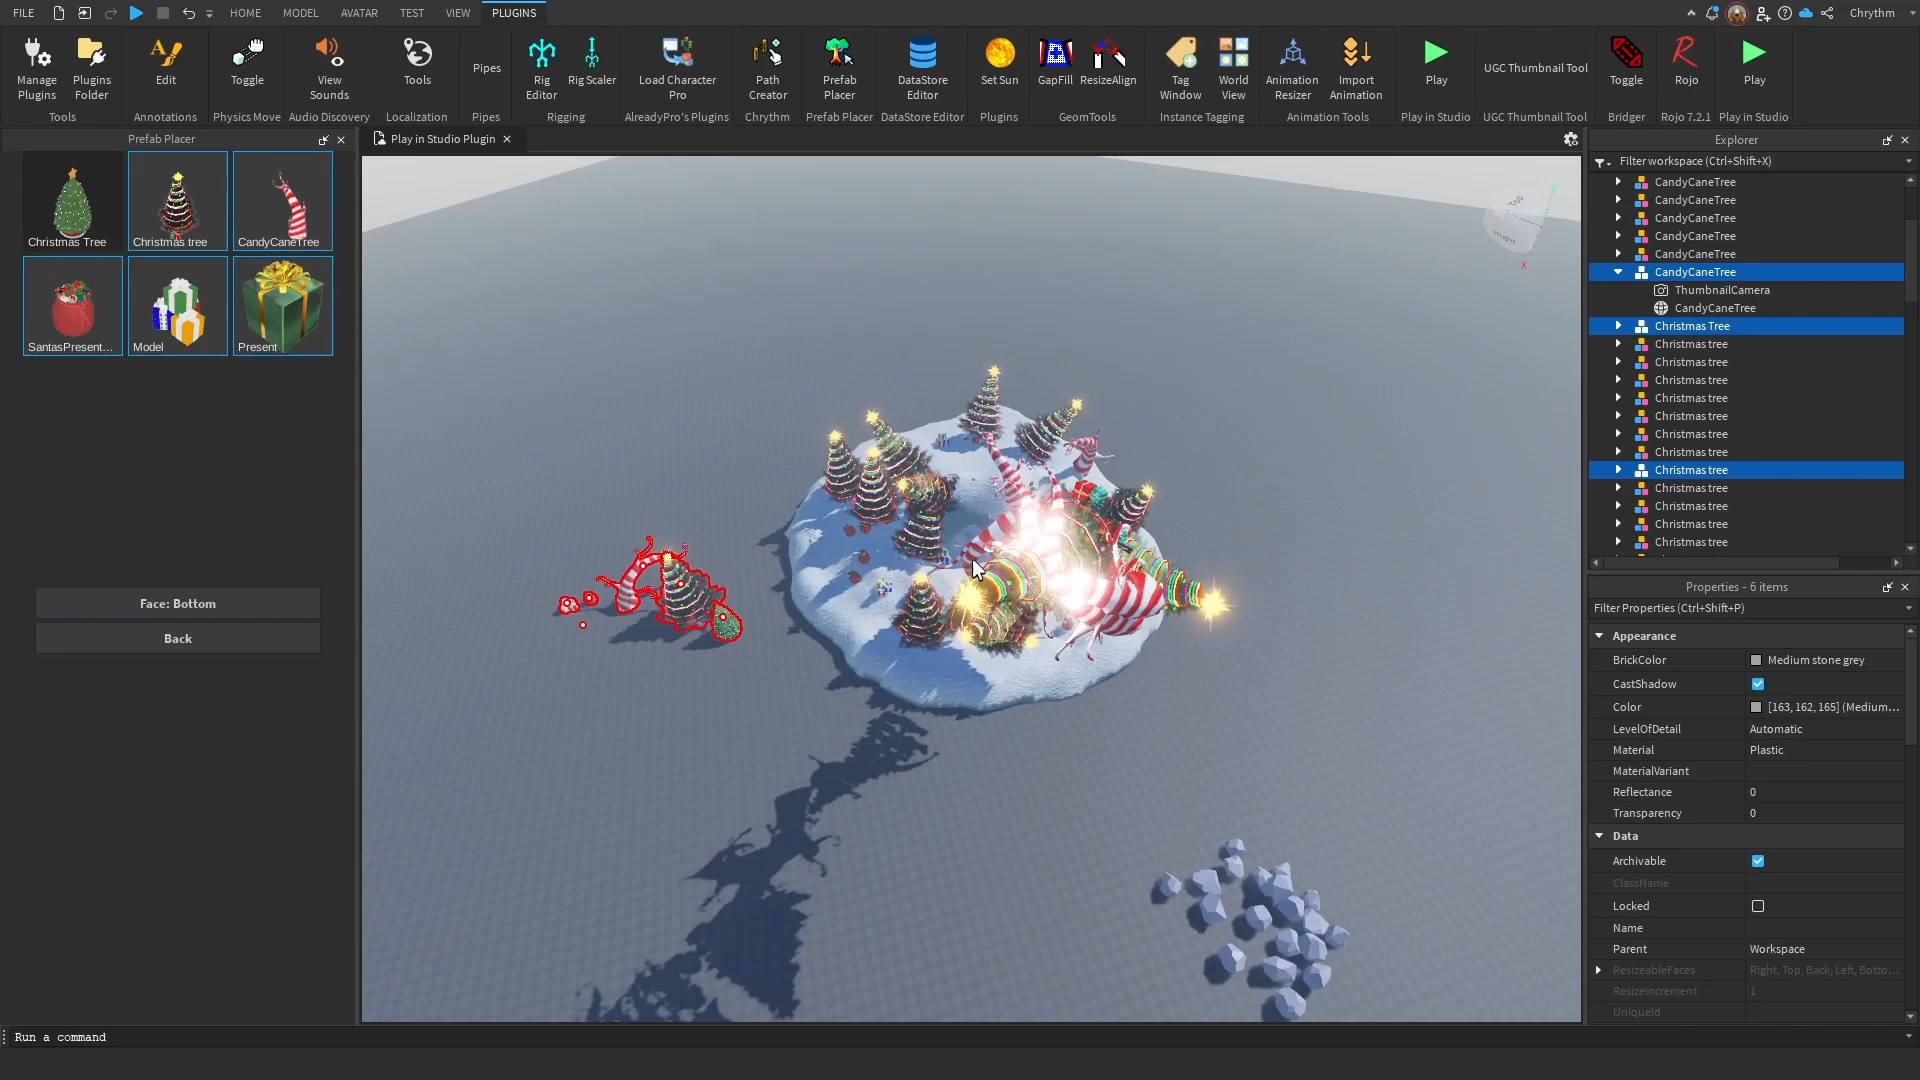 FILE HOME MODEL AVATAR TEST VIEW PLUGINS Chrythm
Manage Plugins
Plugins Folder
Tools
Edit
Annotations
Toggle
Physics Move
View Sounds
Audio Discovery
Tools
Localization
Pipes
Pipes
Rig Editor
Rig Scaler
Rigging
Load Character Pro
AlreadyPro's Plugins
Path Creator
Chrythm
Prefab Placer
Prefab Placer
DataStore Editor
DataStore Editor
Set Sun
Plugins
GapFill
ResizeAlign
GeomTools
Tag Window
World View
Instance Tagging
Animation Resizer
Import Animation
Animation Tools
Play
Play in Studio
UGC Thumbnail Tool
UGC Thumbnail Tool
Toggle
Bridger
Rojo
Rojo 7.2.1
Play
Play in Studio
Prefab Placer
Christmas Tree
Christmas tree
CandyCaneTree
SantasPresent...
Model
Present
Face: Bottom
Back
Play in Studio Plugin
Top
X
Explorer
Filter workspace (Ctrl+Shift+X)
CandyCaneTree
CandyCaneTree
CandyCaneTree
CandyCaneTree
CandyCaneTree
CandyCaneTree
ThumbnailCamera
CandyCaneTree
Christmas Tree
Christmas tree
Christmas tree
Christmas tree
Christmas tree
Christmas tree
Christmas tree
Christmas tree
Christmas tree
Christmas tree
Christmas tree
Christmas tree
Christmas tree
Properties - 6 items
Filter Properties (Ctrl+Shift+P)
Appearance
BrickColor Medium stone grey
CastShadow
Color [163, 162, 165] (Medium...
LevelOfDetail Automatic
Material Plastic
MaterialVariant
Reflectance 0
Transparency 0
Data
Archivable
ClassName
Locked
Name
Parent Workspace
ResizeableFaces Right, Top, Back, Left, Botto...
ResizeIncrement 1
UniqueId
Run a command